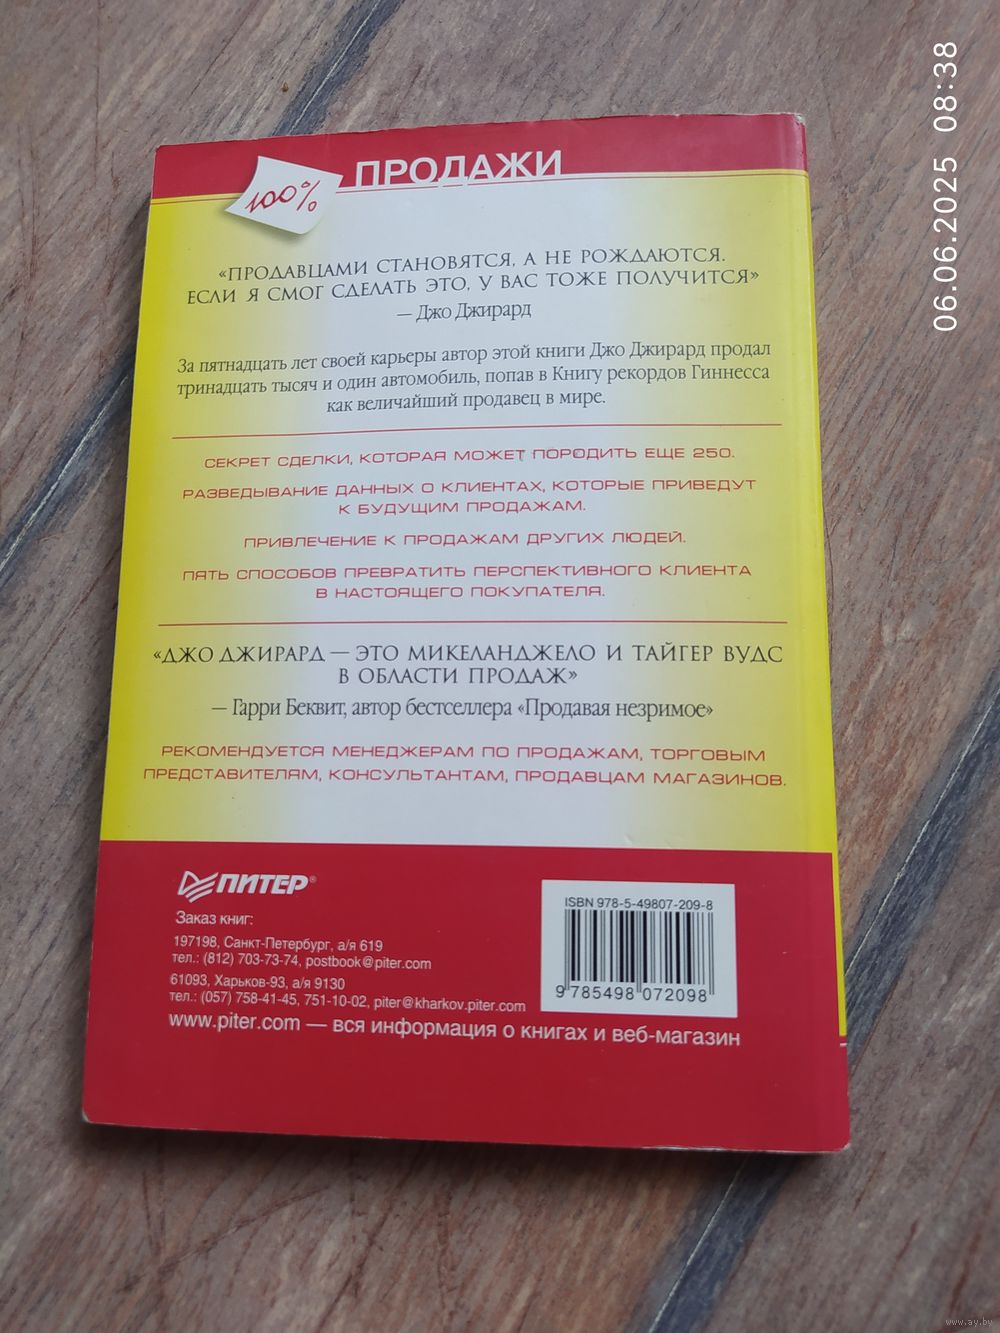 06.06.2025 08:38
100%
ПРОДАЖИ
«ПРОДАВЦАМИ СТАНОВЯТСЯ, А НЕ РОЖДАЮТСЯ.
ЕСЛИ Я СМОГ СДЕЛАТЬ ЭТО, У ВАС ТОЖЕ ПОЛУЧИТСЯ»
— Джо Джирард
За пятнадцать лет своей карьеры автор этой книги Джо Джирард продал
тринадцать тысяч и один автомобиль, попав в Книгу рекордов Гиннесса
как величайший продавец в мире.
СЕКРЕТ СДЕЛКИ, КОТОРАЯ МОЖЕТ ПОРОДИТЬ ЕЩЕ 250.
РАЗВЕДЫВАНИЕ ДАННЫХ О КЛИЕНТАХ, КОТОРЫЕ ПРИВЕДУТ
К БУДУЩИМ ПРОДАЖАМ.
ПРИВЛЕЧЕНИЕ К ПРОДАЖАМ ДРУГИХ ЛЮДЕЙ.
ПЯТЬ СПОСОБОВ ПРЕВРАТИТЬ ПЕРСПЕКТИВНОГО КЛИЕНТА
В НАСТОЯЩЕГО ПОКУПАТЕЛЯ.
«ДЖО ДЖИРАРД — ЭТО МИКЕЛАНДЖЕЛО И ТАЙГЕР ВУДС
В ОБЛАСТИ ПРОДАЖ»
— Гарри Беквит, автор бестселлера «Продавая незримое»
РЕКОМЕНДУЕТСЯ МЕНЕДЖЕРАМ ПО ПРОДАЖАМ, ТОРГОВЫМ
ПРЕДСТАВИТЕЛЯМ, КОНСУЛЬТАНТАМ, ПРОДАВЦАМ МАГАЗИНОВ.
ПИТЕР®
Заказ книг:
197198, Санкт-Петербург, а/я 619
тел.: (812) 703-73-74, postbook@piter.com
61093, Харьков-93, а/я 9130
тел.: (057) 758-41-45, 751-10-02, piter@kharkov.piter.com
www.piter.com — вся информация о книгах и веб-магазин
ISBN 978-5-49807-209-8
9 785498 072098
www.ay.by